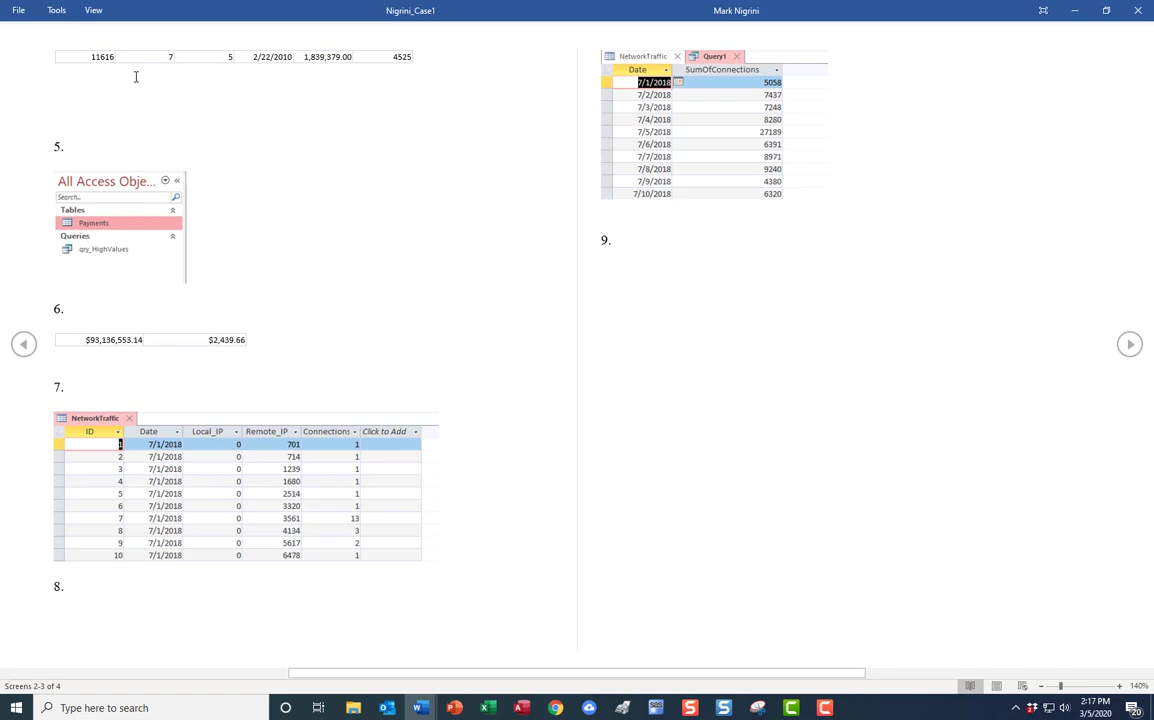 File Tools View Nigrini_Case1 Mark Nigrini
11616 7 5 2/22/2010 1,839,379.00 4525
5.
All Access Obje... «
Search...
Tables
Payments
Queries
qry_HighValues
6.
$93,136,553.14 $2,439.66
7.
NetworkTraffic
ID Date Local_IP Remote_IP Connections Click to Add
1 7/1/2018 0 701 1
2 7/1/2018 0 714 1
3 7/1/2018 0 1239 1
4 7/1/2018 0 1680 1
5 7/1/2018 0 2514 1
6 7/1/2018 0 3320 1
7 7/1/2018 0 3561 13
8 7/1/2018 0 4134 3
9 7/1/2018 0 5617 2
10 7/1/2018 0 6478 1
8.
NetworkTraffic Query1
Date SumOfConnections
7/1/2018 5058
7/2/2018 7437
7/3/2018 7248
7/4/2018 8280
7/5/2018 27189
7/6/2018 6391
7/7/2018 8971
7/8/2018 9240
7/9/2018 4380
7/10/2018 6320
9.
Screens 2-3 of 4 140%
Type here to search
2:17 PM
3/5/2020
20